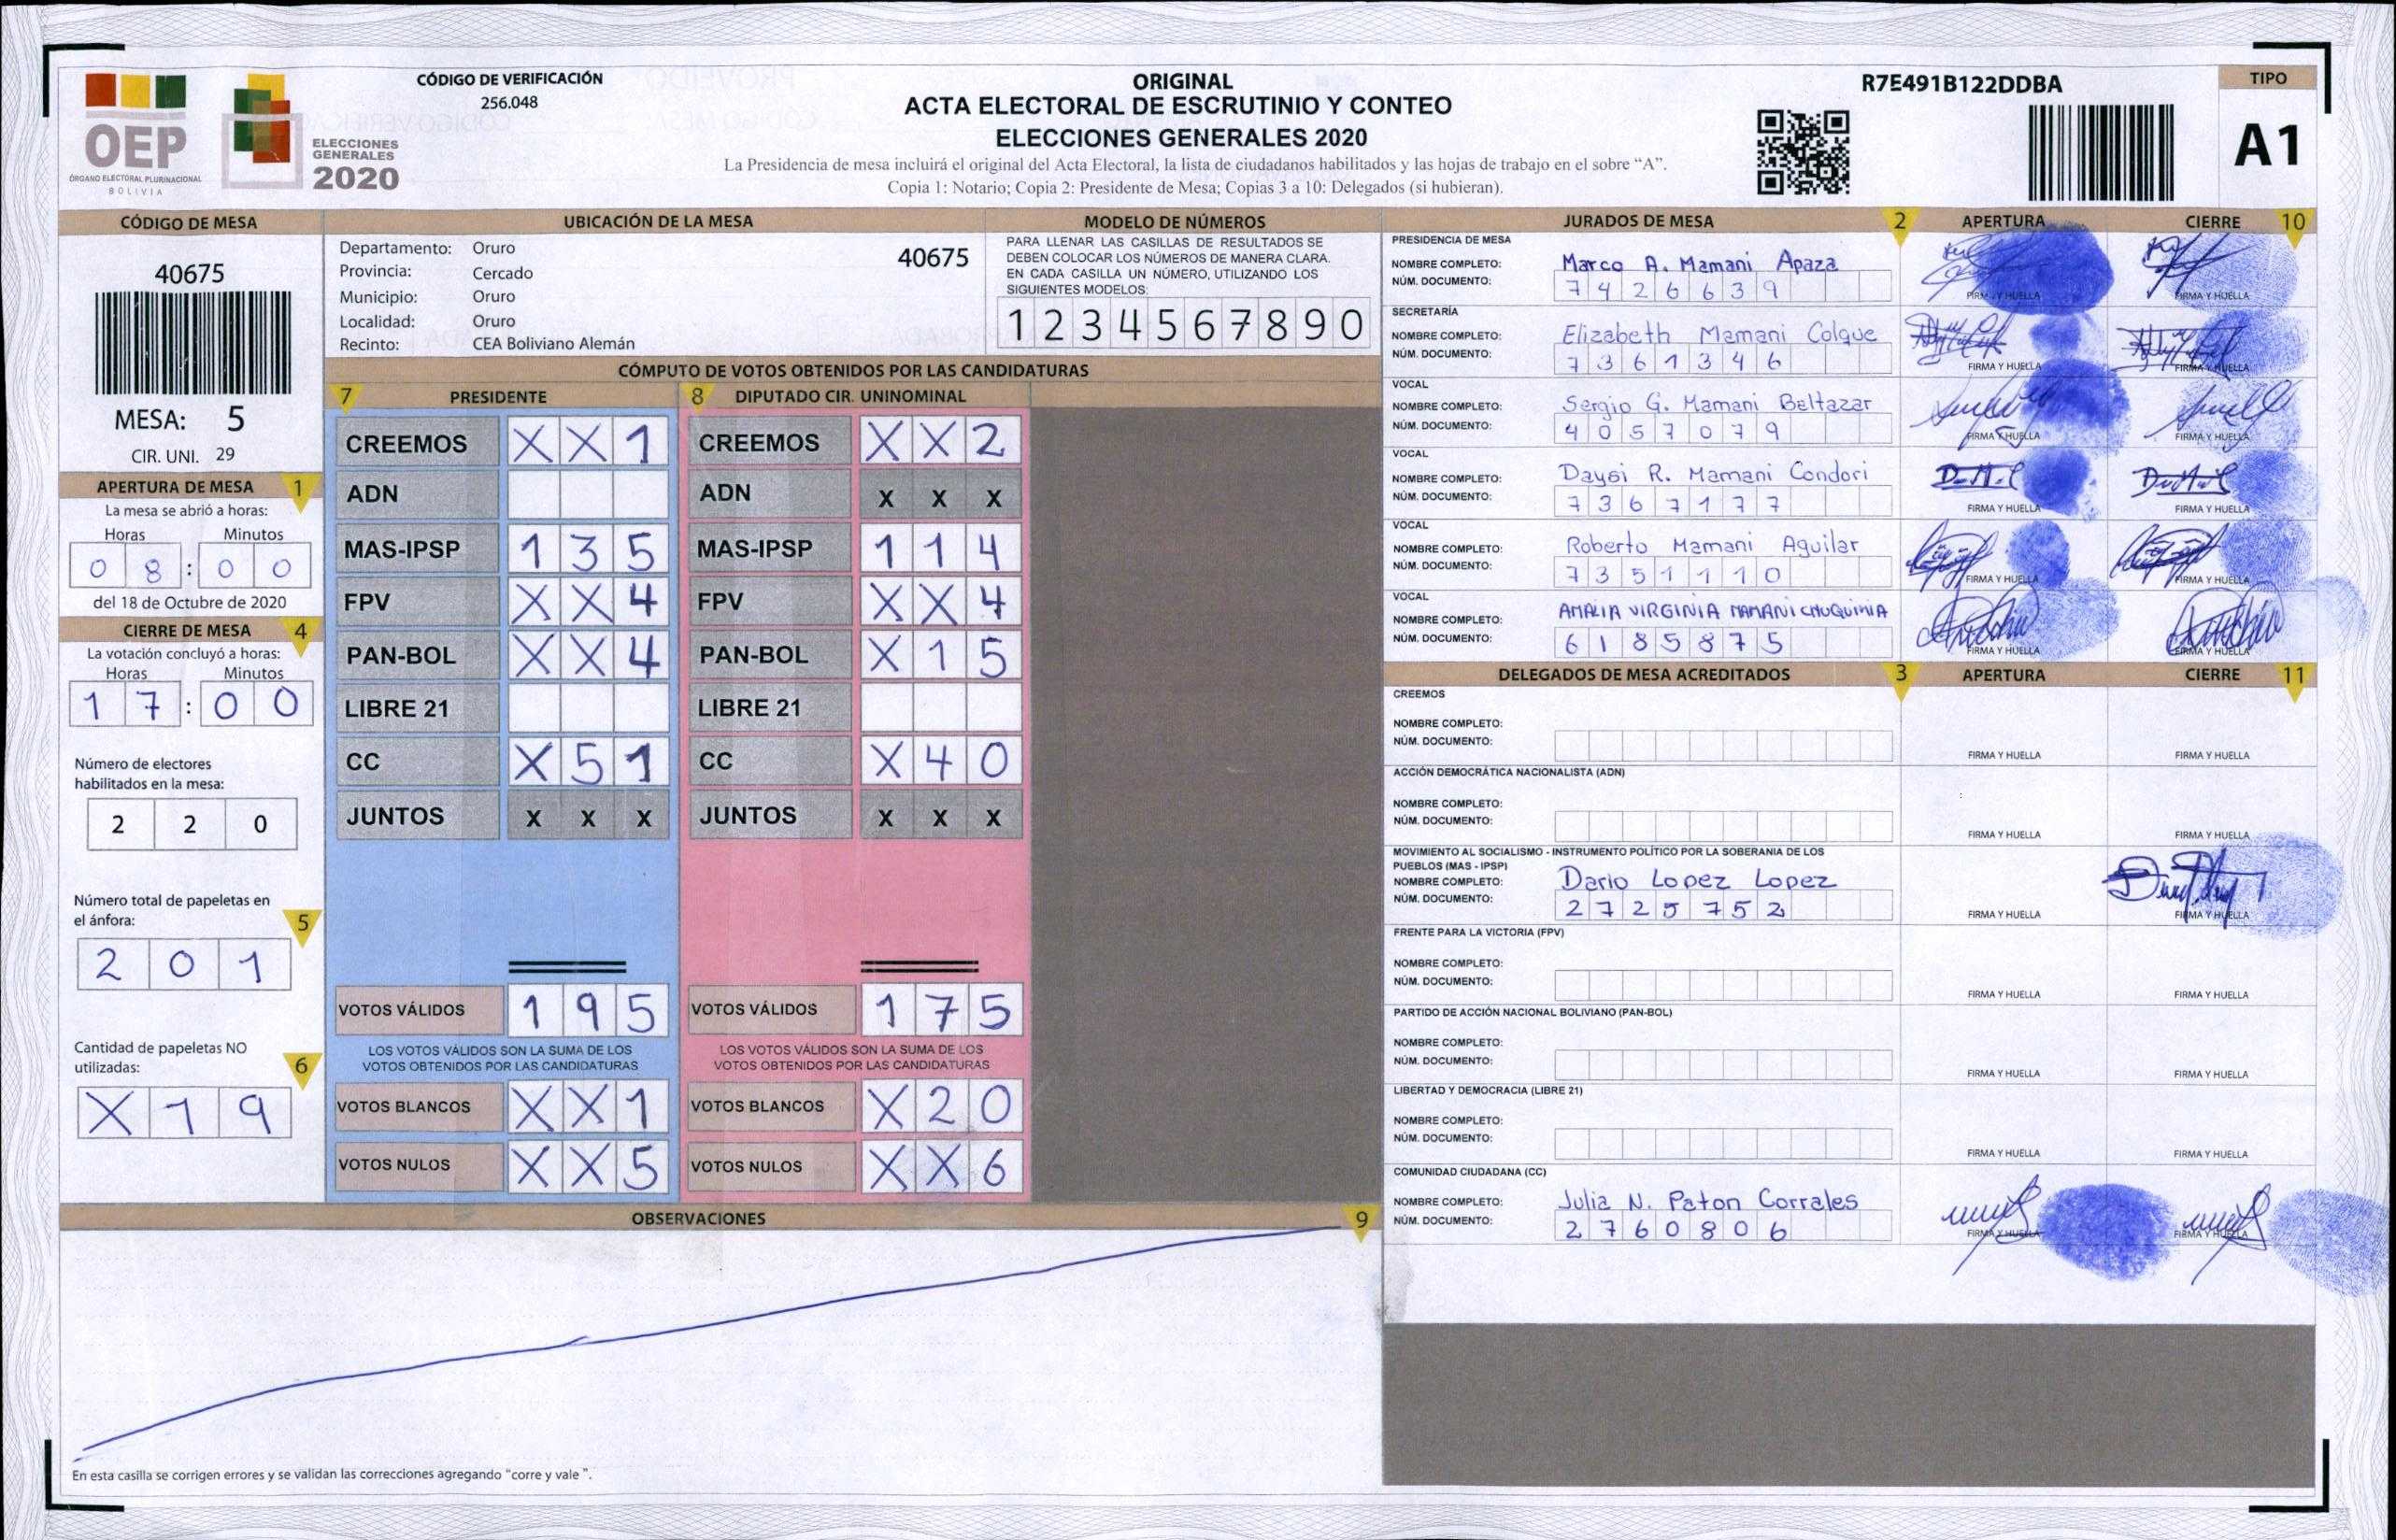 CÓDIGO DE VERIFICACIÓN
256.048
OEP
ÓRGANO ELECTORAL PLURINACIONAL
BOLIVIA
ELECCIONES
GENERALES
2020
ORIGINAL
ACTA ELECTORAL DE ESCRUTINIO Y CONTEO
ELECCIONES GENERALES 2020
La Presidencia de mesa incluirá el original del Acta Electoral, la lista de ciudadanos habilitados y las hojas de trabajo en el sobre “A”.
Copia 1: Notario; Copia 2: Presidente de Mesa; Copias 3 a 10: Delegados (si hubieran).
R7E491B122DDBA
TIPO
A1
CÓDIGO DE MESA
40675
MESA: 5
CIR. UNI. 29
APERTURA DE MESA 1
La mesa se abrió a horas:
Horas Minutos
0 8 : 0 0
del 18 de Octubre de 2020
CIERRE DE MESA 4
La votación concluyó a horas:
Horas Minutos
1 7 : 0 0
Número de electores
habilitados en la mesa:
2 2 0
Número total de papeletas en
el ánfora: 5
2 0 1
Cantidad de papeletas NO
utilizadas: 6
X 1 9
UBICACIÓN DE LA MESA
Departamento: Oruro
40675
Provincia: Cercado
Municipio: Oruro
Localidad: Oruro
Recinto: CEA Boliviano Alemán
MODELO DE NÚMEROS
PARA LLENAR LAS CASILLAS DE RESULTADOS SE
DEBEN COLOCAR LOS NÚMEROS DE MANERA CLARA.
EN CADA CASILLA UN NÚMERO, UTILIZANDO LOS
SIGUIENTES MODELOS:
1 2 3 4 5 6 7 8 9 0
CÓMPUTO DE VOTOS OBTENIDOS POR LAS CANDIDATURAS
7 PRESIDENTE
CREEMOS X X 1
ADN
MAS-IPSP 1 3 5
FPV X X 4
PAN-BOL X X 4
LIBRE 21
CC X 5 1
JUNTOS X X X
VOTOS VÁLIDOS 1 9 5
LOS VOTOS VÁLIDOS SON LA SUMA DE LOS
VOTOS OBTENIDOS POR LAS CANDIDATURAS
VOTOS BLANCOS X X 1
VOTOS NULOS X X 5
8 DIPUTADO CIR. UNINOMINAL
CREEMOS X X 2
ADN X X X
MAS-IPSP 1 1 4
FPV X X 4
PAN-BOL X 1 5
LIBRE 21
CC X 4 0
JUNTOS X X X
VOTOS VÁLIDOS 1 7 5
LOS VOTOS VÁLIDOS SON LA SUMA DE LOS
VOTOS OBTENIDOS POR LAS CANDIDATURAS
VOTOS BLANCOS X 2 0
VOTOS NULOS X X 6
OBSERVACIONES 9
En esta casilla se corrigen errores y se validan las correcciones agregando “corre y vale ”.
JURADOS DE MESA 2 APERTURA CIERRE 10
PRESIDENCIA DE MESA
NOMBRE COMPLETO: Marco A. Mamani Apaza
NÚM. DOCUMENTO: 7 4 2 6 6 3 9
FIRMA Y HUELLA FIRMA Y HUELLA
SECRETARÍA
NOMBRE COMPLETO: Elizabeth Mamani Colque
NÚM. DOCUMENTO: 7 3 6 1 3 4 6
FIRMA Y HUELLA FIRMA Y HUELLA
VOCAL
NOMBRE COMPLETO: Sergio G. Mamani Beltazar
NÚM. DOCUMENTO: 4 0 5 7 0 7 9
FIRMA Y HUELLA FIRMA Y HUELLA
VOCAL
NOMBRE COMPLETO: Daysi R. Mamani Condori
NÚM. DOCUMENTO: 7 3 6 7 1 7 7
FIRMA Y HUELLA FIRMA Y HUELLA
VOCAL
NOMBRE COMPLETO: Roberto Mamani Aguilar
NÚM. DOCUMENTO: 7 3 5 1 1 1 0
FIRMA Y HUELLA FIRMA Y HUELLA
VOCAL
NOMBRE COMPLETO: AMALIA VIRGINIA MAMANI CHUQUIMIA
NÚM. DOCUMENTO: 6 1 8 5 8 7 5
FIRMA Y HUELLA FIRMA Y HUELLA
DELEGADOS DE MESA ACREDITADOS 3 APERTURA CIERRE 11
CREEMOS
NOMBRE COMPLETO:
NÚM. DOCUMENTO:
FIRMA Y HUELLA FIRMA Y HUELLA
ACCIÓN DEMOCRÁTICA NACIONALISTA (ADN)
NOMBRE COMPLETO:
NÚM. DOCUMENTO:
FIRMA Y HUELLA FIRMA Y HUELLA
MOVIMIENTO AL SOCIALISMO - INSTRUMENTO POLÍTICO POR LA SOBERANIA DE LOS
PUEBLOS (MAS - IPSP)
NOMBRE COMPLETO: Dario Lopez Lopez
NÚM. DOCUMENTO: 2 7 2 5 7 5 2
FIRMA Y HUELLA FIRMA Y HUELLA
FRENTE PARA LA VICTORIA (FPV)
NOMBRE COMPLETO:
NÚM. DOCUMENTO:
FIRMA Y HUELLA FIRMA Y HUELLA
PARTIDO DE ACCIÓN NACIONAL BOLIVIANO (PAN-BOL)
NOMBRE COMPLETO:
NÚM. DOCUMENTO:
FIRMA Y HUELLA FIRMA Y HUELLA
LIBERTAD Y DEMOCRACIA (LIBRE 21)
NOMBRE COMPLETO:
NÚM. DOCUMENTO:
FIRMA Y HUELLA FIRMA Y HUELLA
COMUNIDAD CIUDADANA (CC)
NOMBRE COMPLETO: Julia N. Paton Corrales
NÚM. DOCUMENTO: 2 7 6 0 8 0 6
FIRMA Y HUELLA FIRMA Y HUELLA